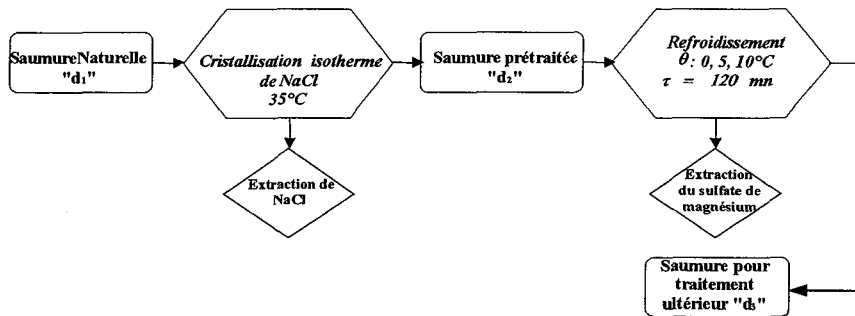 SaumureNaturelle
"d₁"
Cristallisation isotherme
de NaCl
35°C
Saumure prétraitée
"d₂"
Refroidissement
θ : 0, 5, 10°C
τ = 120 mn
Extraction de
NaCl
Extraction
du sulfate de
magnésium
Saumure pour
traitement
ultérieur "d₃"